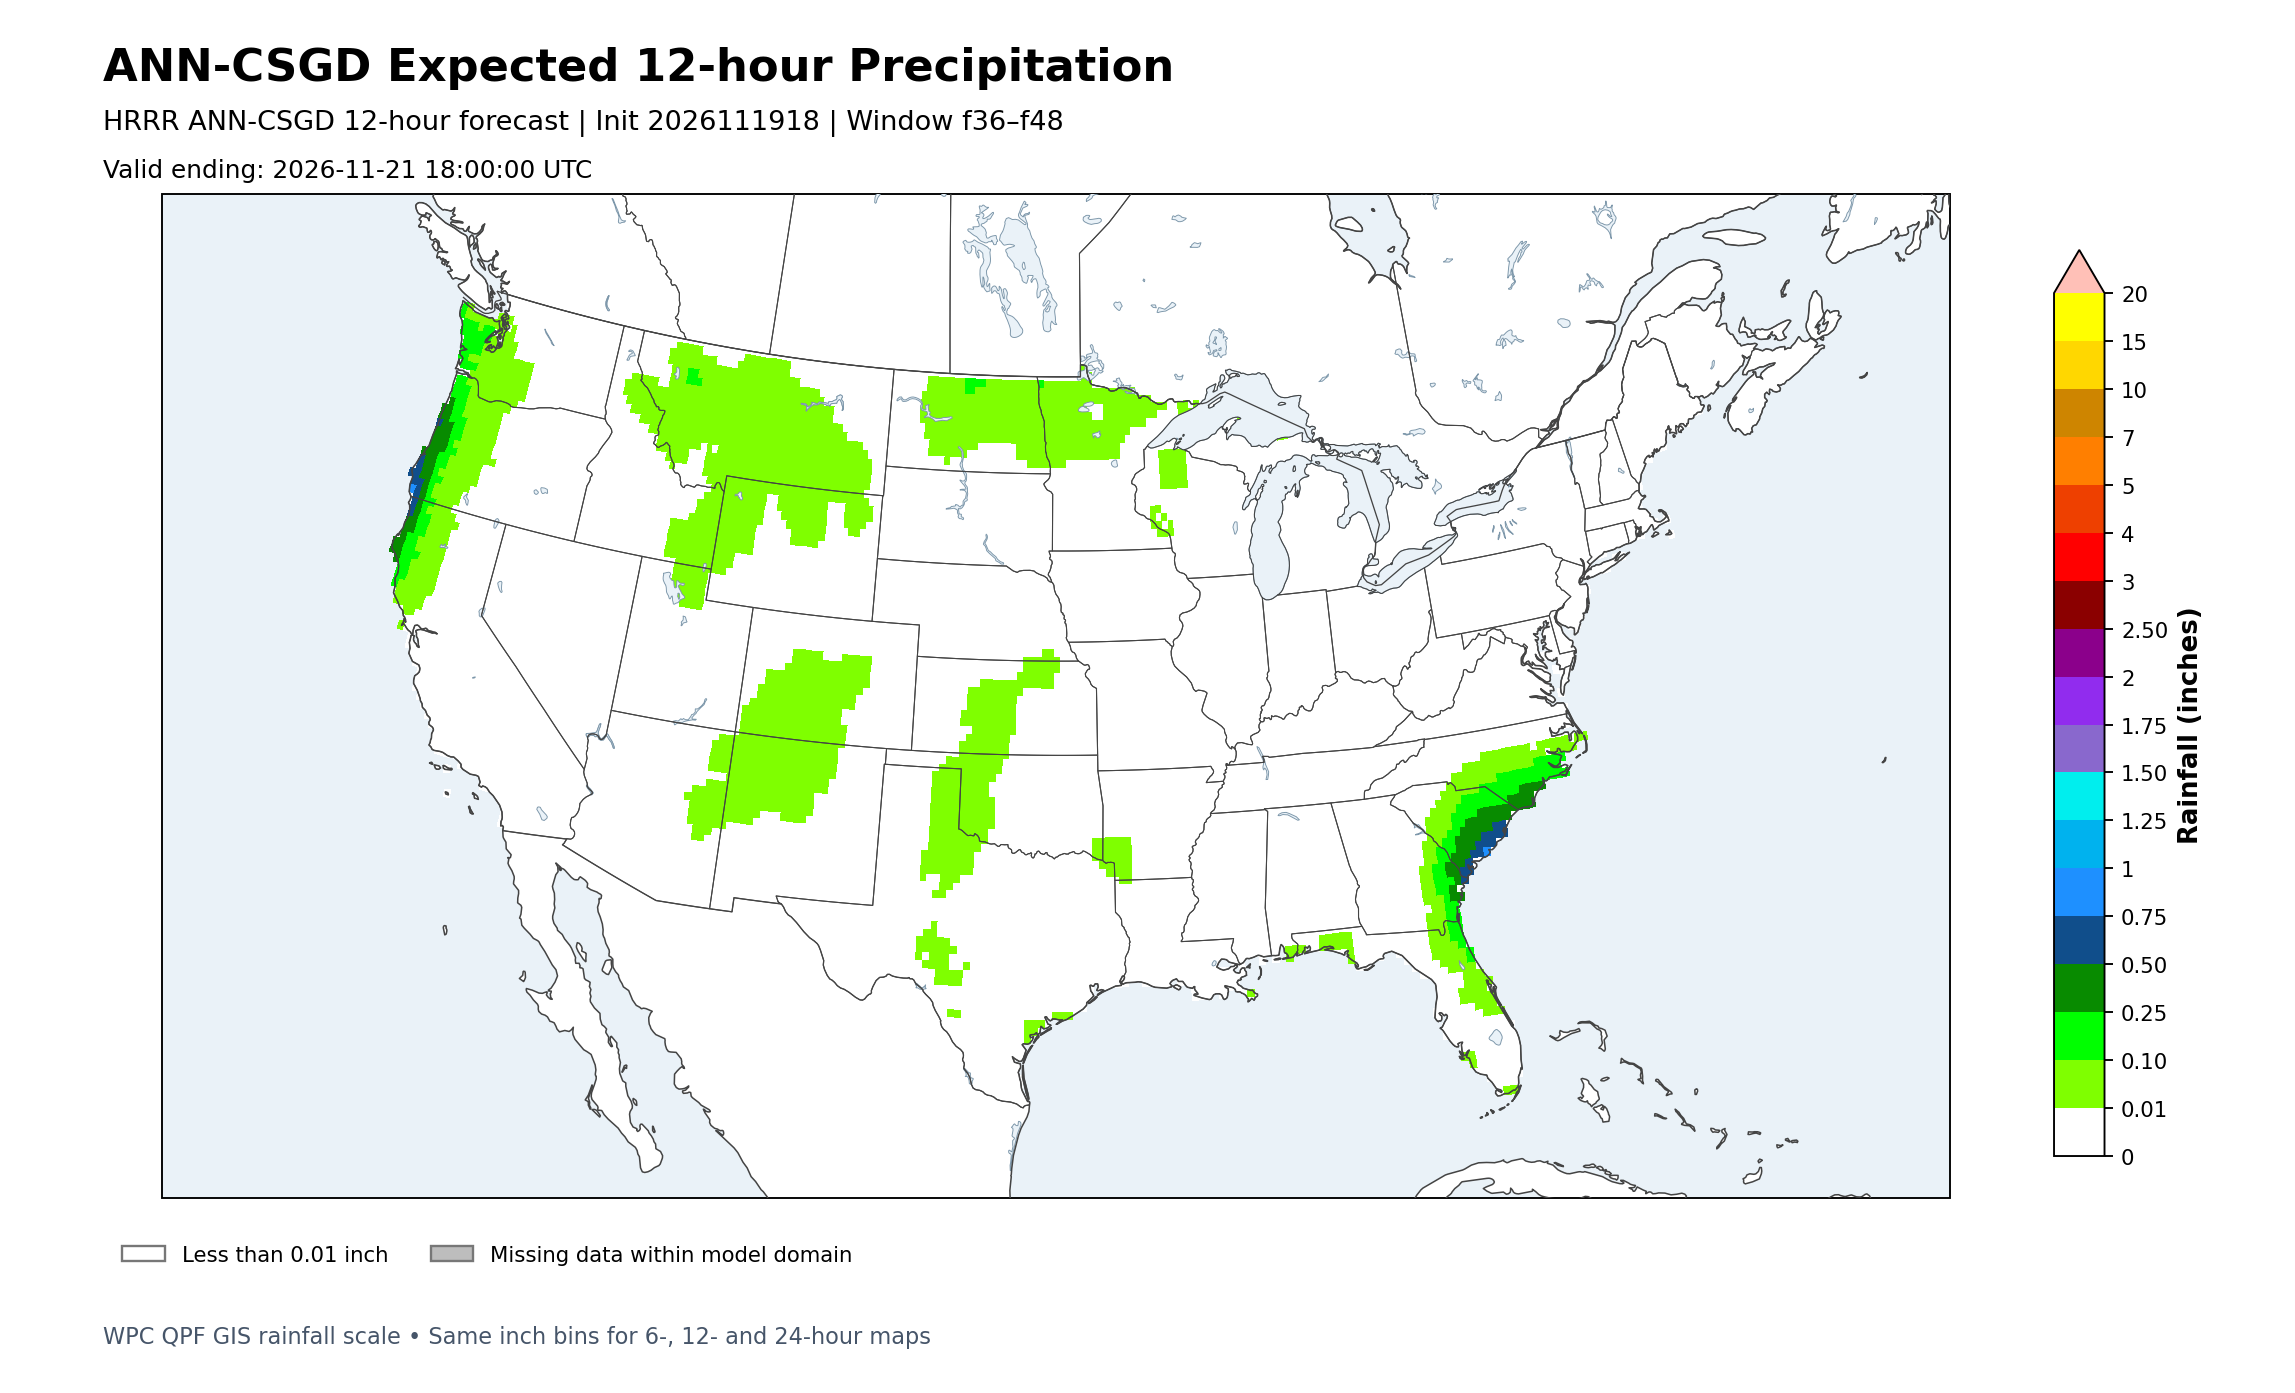 ANN-CSGD Expected 12-hour Precipitation
HRRR ANN-CSGD 12-hour forecast | Init 2026111918 | Window f36–f48
Valid ending: 2026-11-21 18:00:00 UTC
20
15
10
7
5
4
3
2.50
2
1.75
1.50
1.25
1
0.75
0.50
0.25
0.10
0.01
0
Rainfall (inches)
Less than 0.01 inch
Missing data within model domain
WPC QPF GIS rainfall scale • Same inch bins for 6-, 12- and 24-hour maps